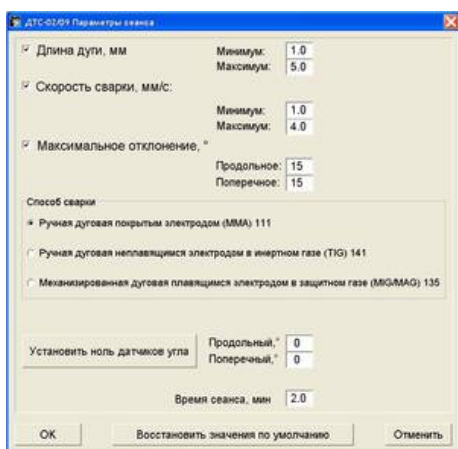 ДТС-02/09 Параметры сеанса
Длина дуги, мм
Минимум: 1.0
Максимум: 5.0
Скорость сварки, мм/с:
Минимум: 1.0
Максимум: 4.0
Максимальное отклонение, °
Продольное: 15
Поперечное: 15
Способ сварки
Ручная дуговая покрытым электродом (MMA) 111
Ручная дуговая неплавящимся электродом в инертном газе (TIG) 141
Механизированная дуговая плавящимся электродом в защитном газе (MIG/MAG) 135
Установить ноль датчиков угла
Продольный,° 0
Поперечный,° 0
Время сеанса, мин 2.0
OK Восстановить значения по умолчанию Отменить